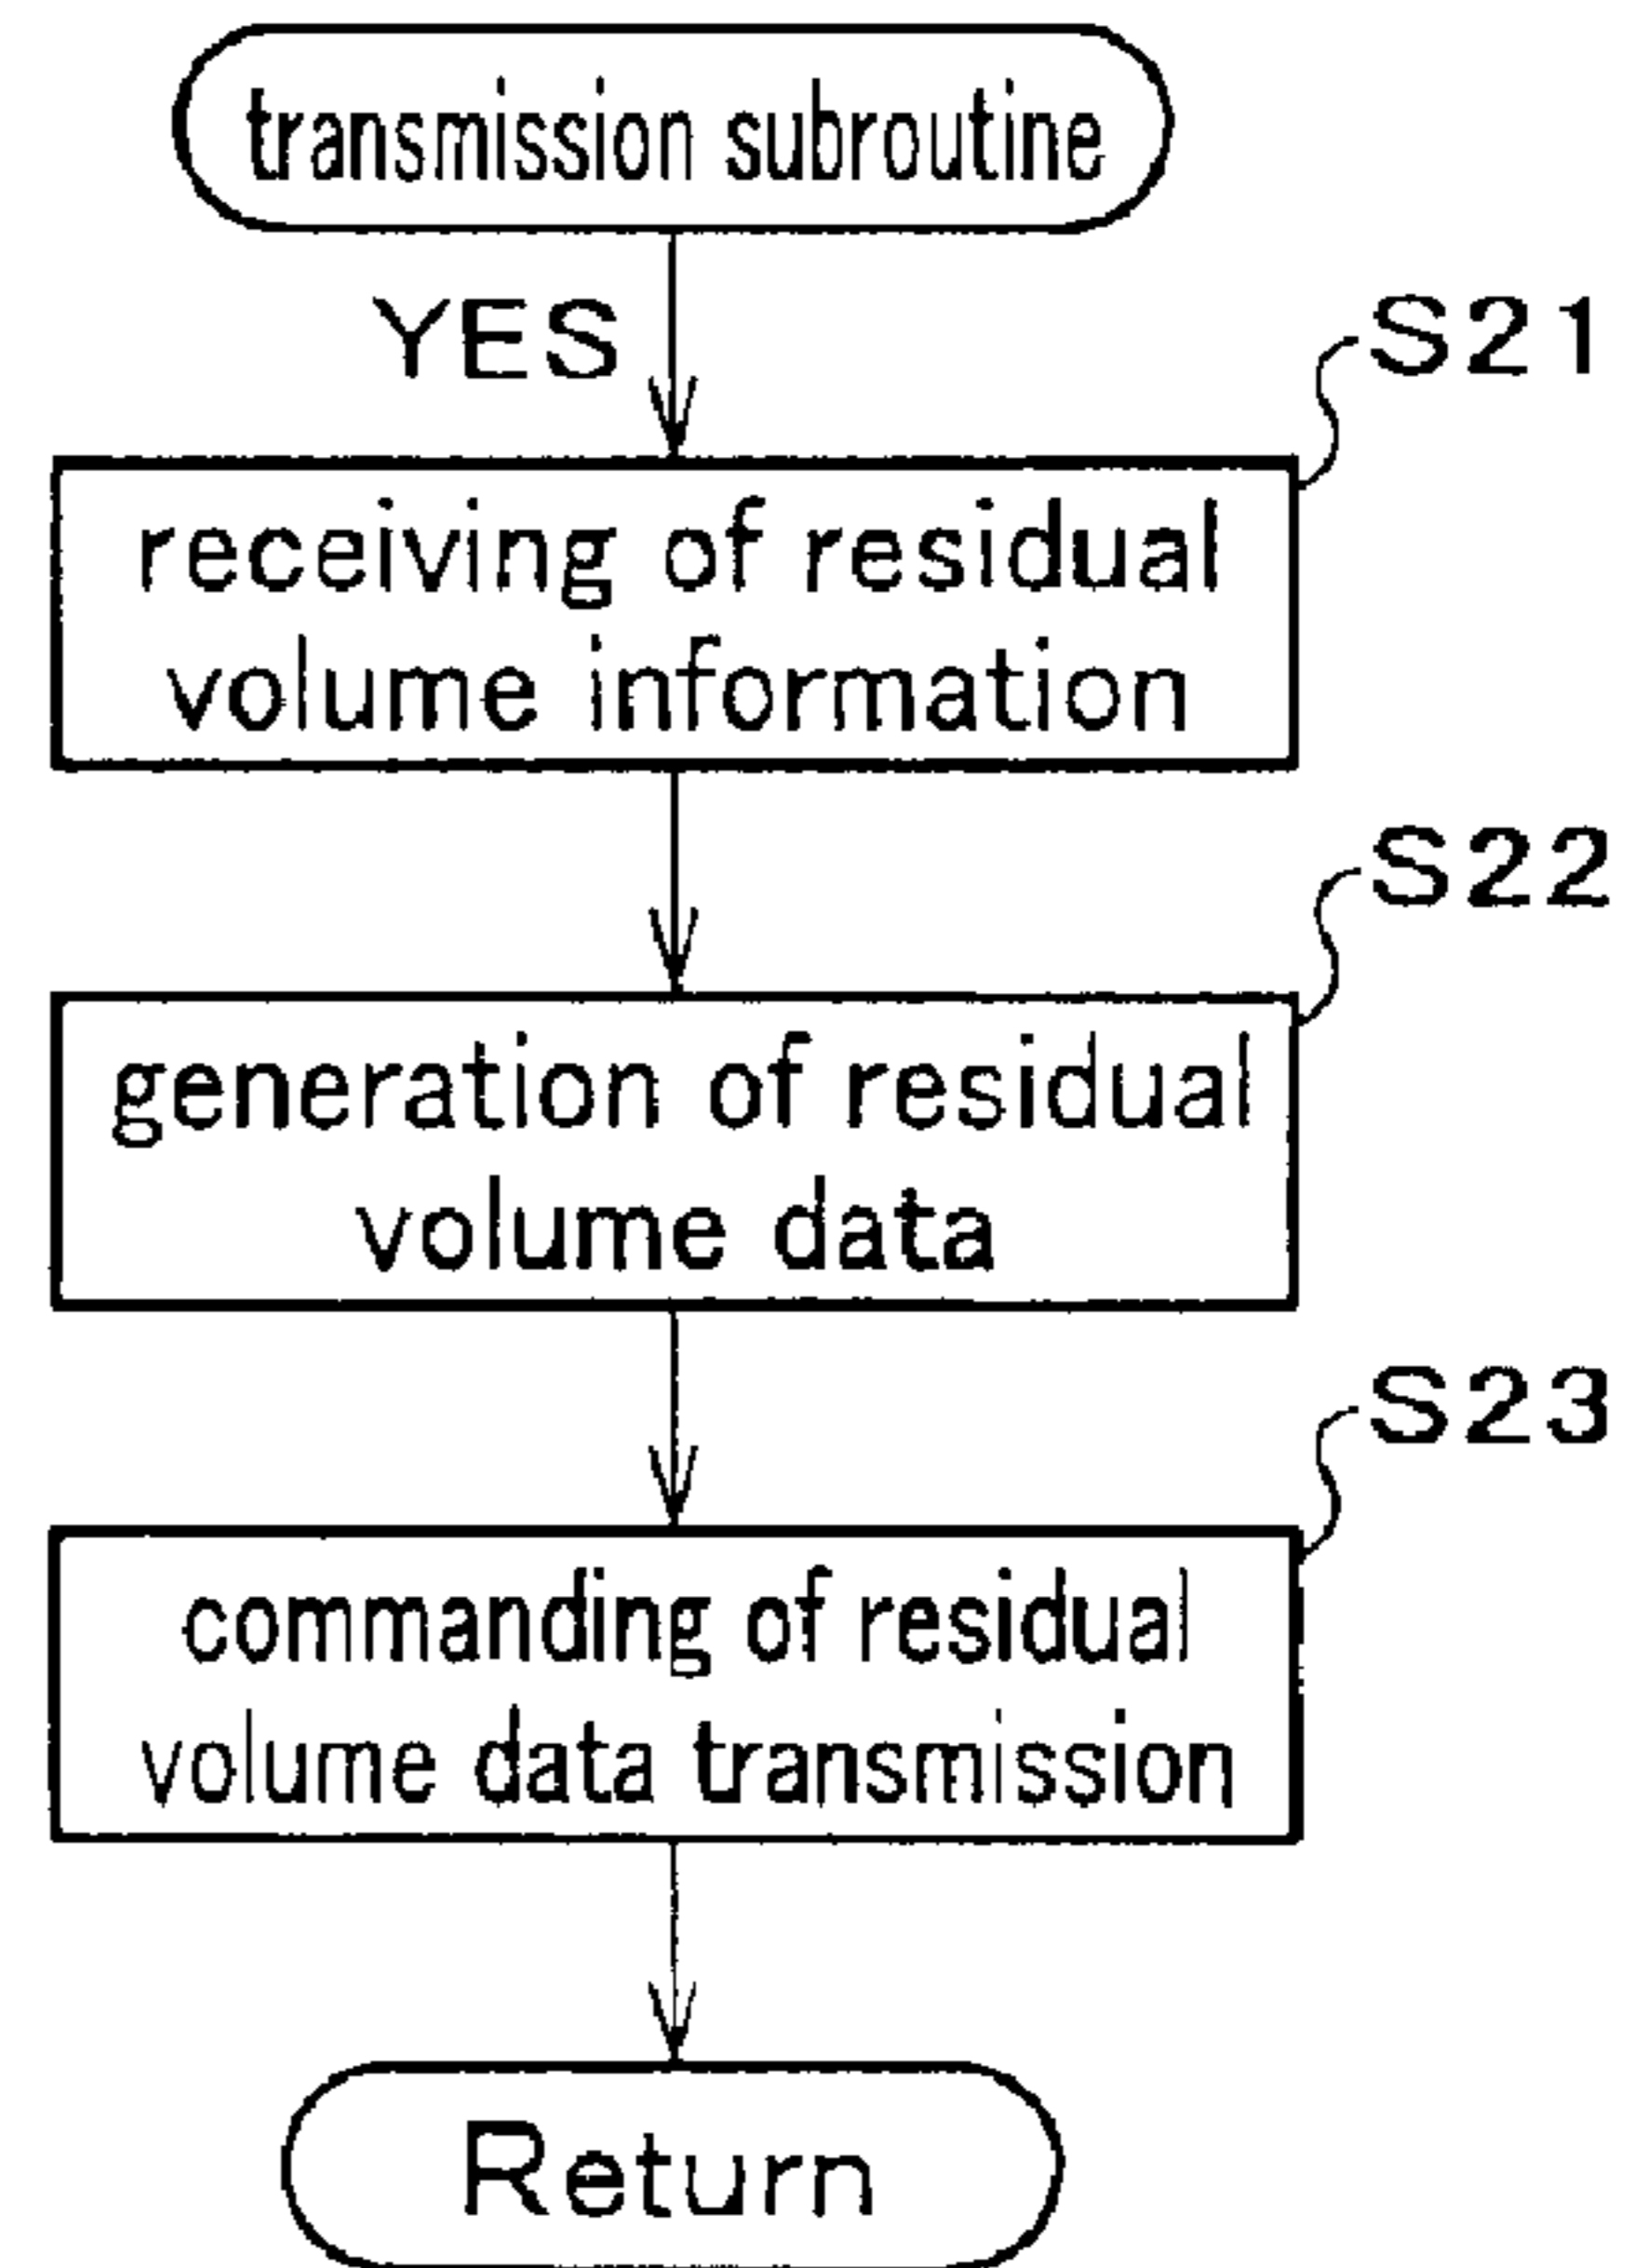 transmission subroutine
YES
S21
receiving of residual
volume information
S22
generation of residual
volume data
S23
commanding of residual
volume data transmission
Return